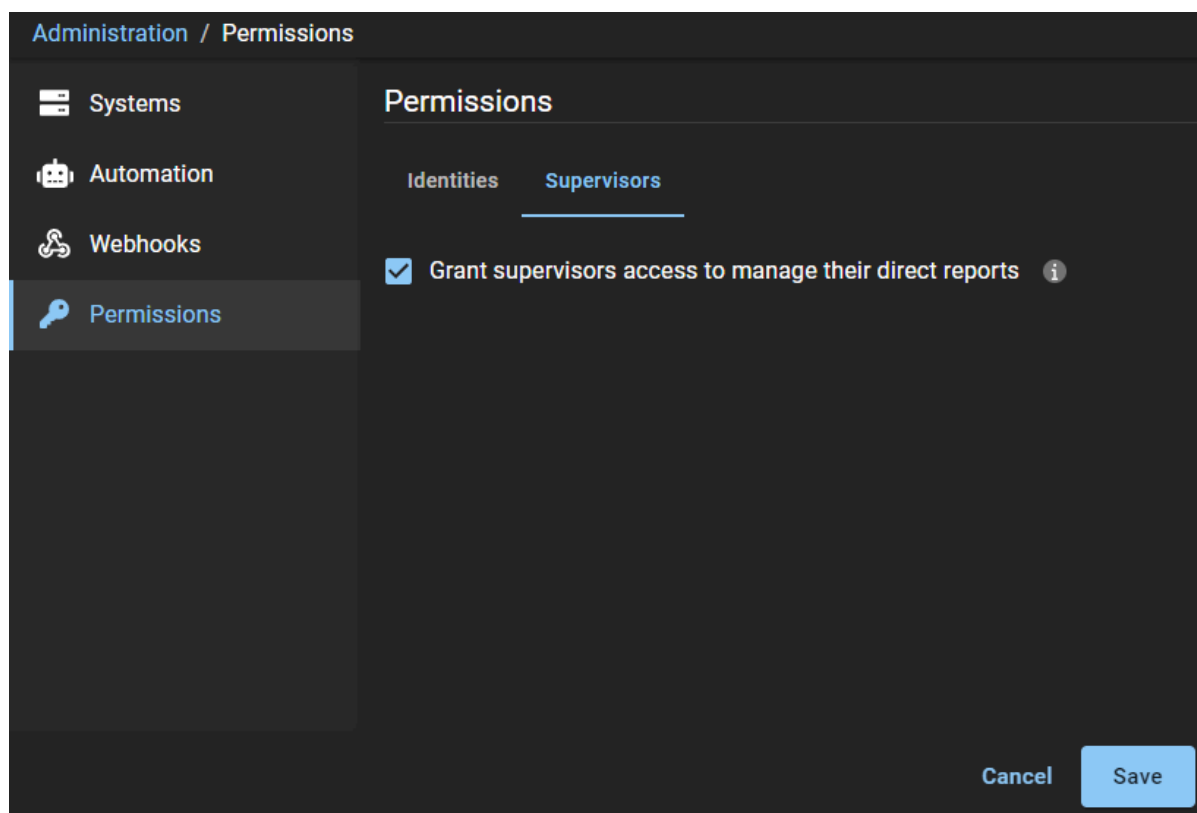 Administration / Permissions
Systems
Automation
Webhooks
Permissions
Permissions
Identities Supervisors
Grant supervisors access to manage their direct reports
Cancel Save